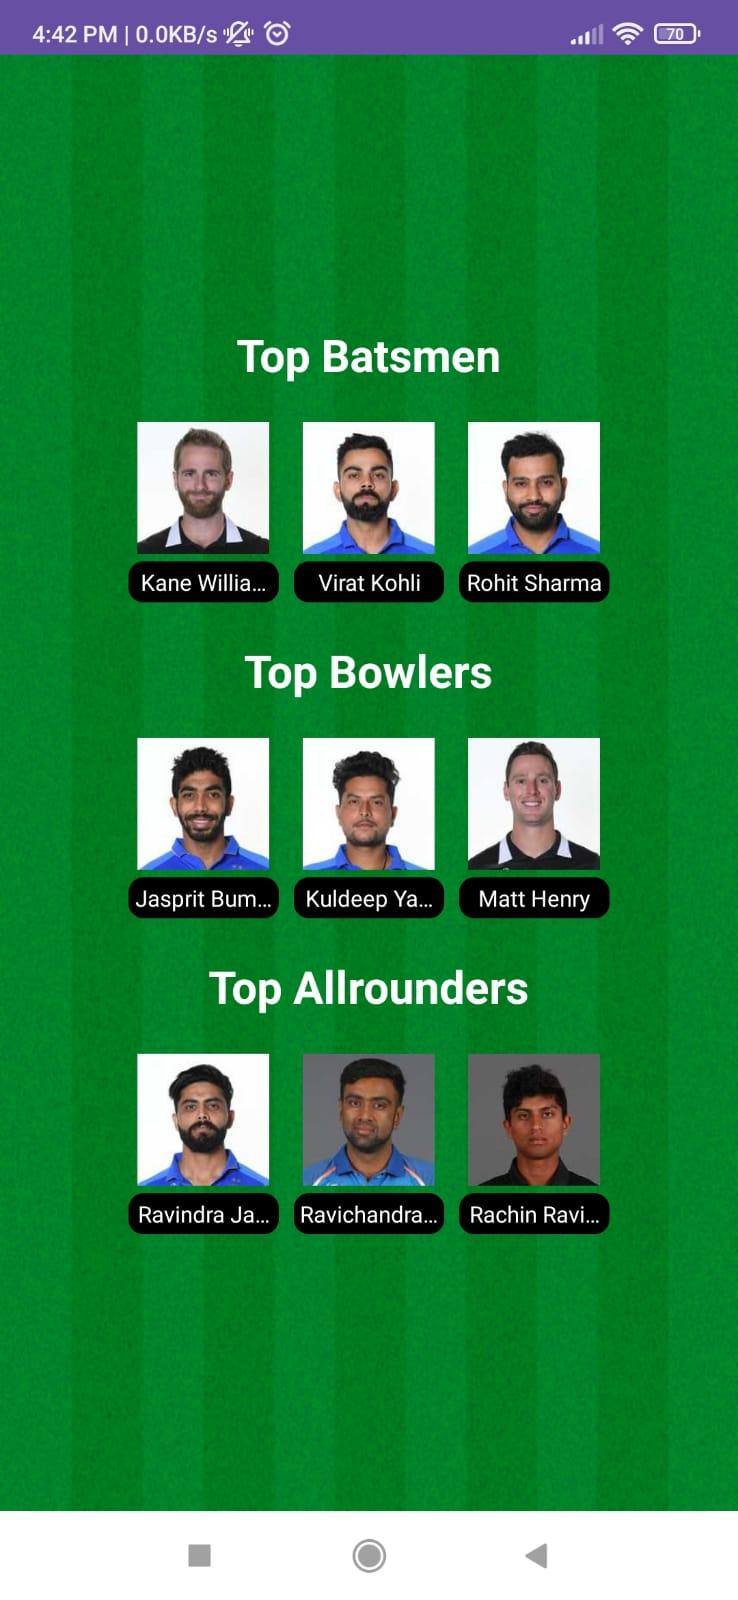 4:42 PM | 0.0KB/s 70
Top Batsmen
Kane Willia... Virat Kohli Rohit Sharma
Top Bowlers
Jasprit Bum... Kuldeep Ya... Matt Henry
Top Allrounders
Ravindra Ja... Ravichandra... Rachin Ravi...